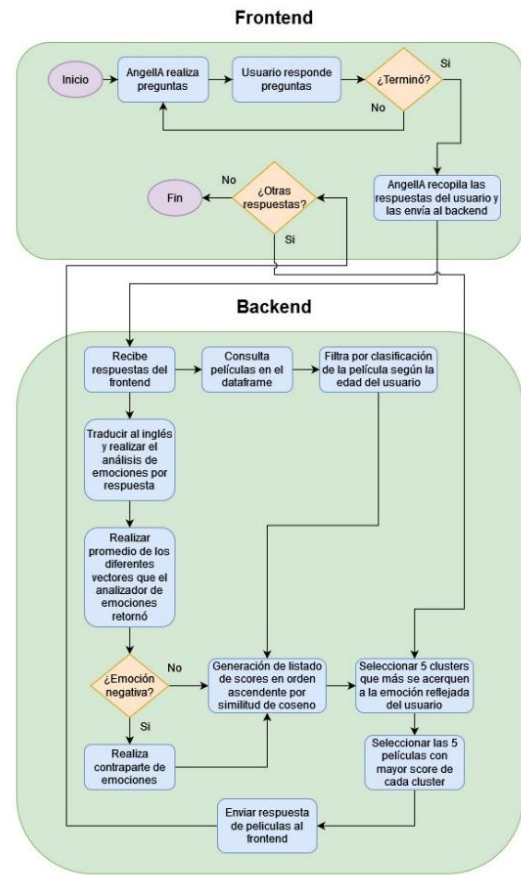 Frontend
Inicio
AngelIA realiza
preguntas
Usuario responde
preguntas
¿Terminó?
Si
No
AngelIA recopila las
respuestas del usuario y
las envía al backend
¿Otras
respuestas?
No
Fin
Si
Backend
Recibe
respuestas del
frontend
Consulta
películas en el
dataframe
Filtra por clasificación
de la película según la
edad del usuario
Traducir al inglés y
realizar el
análisis de
emociones por
respuesta
Realizar
promedio de los
diferentes
vectores que el
analizador de
emociones
retornó
¿Emoción
negativa?
No
Si
Realiza
contraparte de
emociones
Generación de listado
de scores en orden
ascendente por
similitud de coseno
Seleccionar 5 clusters
que más se acerquen
a la emoción reflejada
del usuario
Seleccionar las 5
películas con
mayor score de
cada cluster
Enviar respuesta
de películas al
frontend